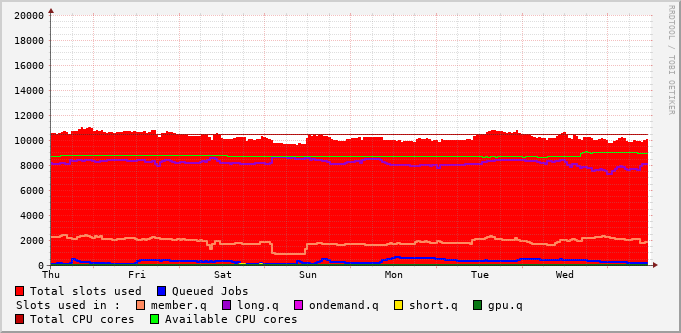 20000
18000
16000
14000
12000
10000
8000
6000
4000
2000
0
Thu Fri Sat Sun Mon Tue Wed
Total slots used Queued Jobs
Slots used in : member.q long.q ondemand.q short.q gpu.q
Total CPU cores Available CPU cores
RRDTOOL / TOBI OETIKER